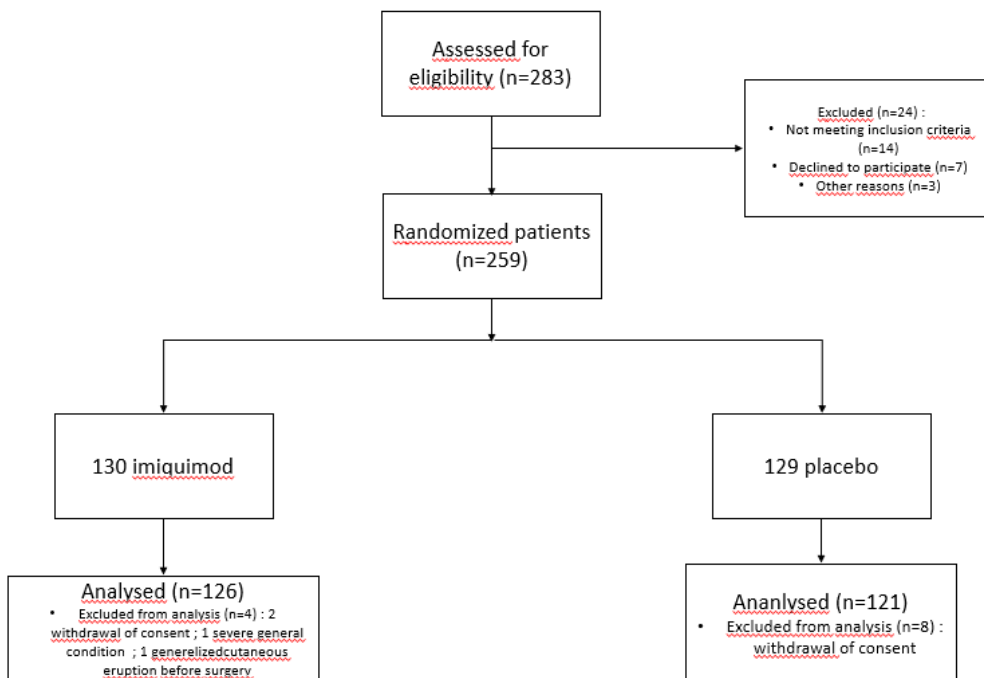 Assessed for
eligibility (n=283)
Excluded (n=24) :
• Not meeting inclusion criteria
(n=14)
• Declined to participate (n=7)
• Other reasons (n=3)
Randomized patients
(n=259)
130 imiquimod
129 placebo
Analysed (n=126)
• Excluded from analysis (n=4) : 2
withdrawal of consent ; 1 severe general
condition ; 1 generelizedcutaneous
eruption before surgery
Ananlysed (n=121)
• Excluded from analysis (n=8) :
withdrawal of consent